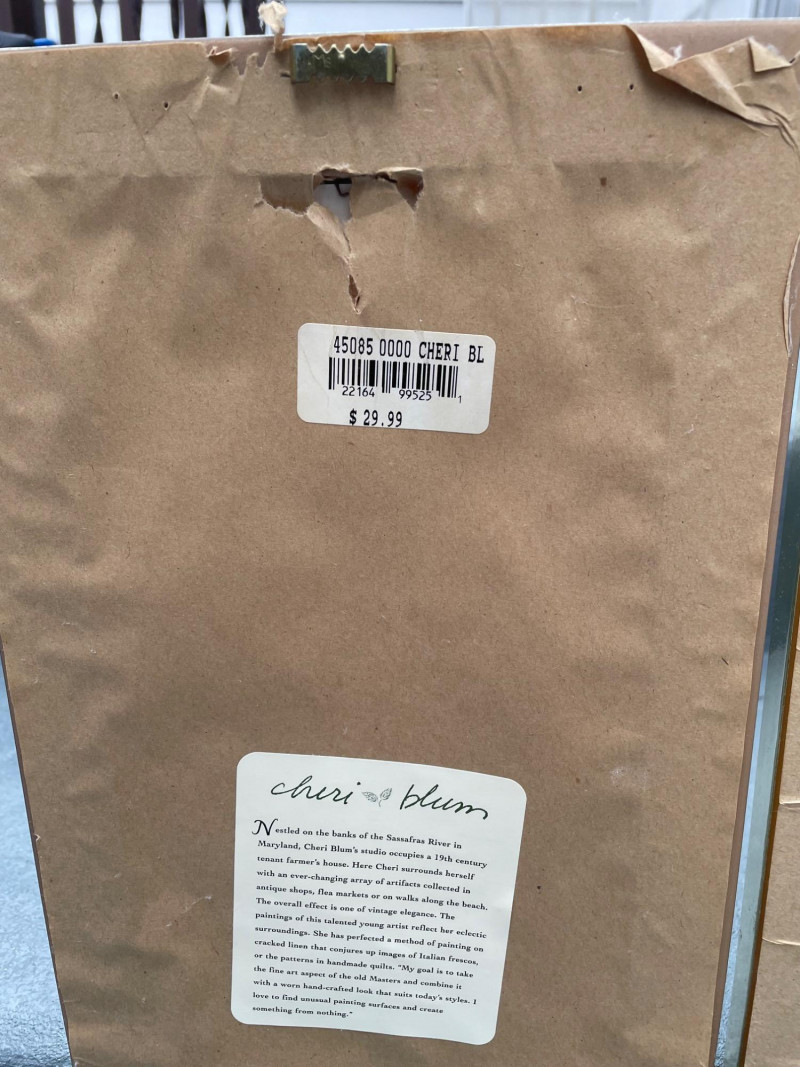 45085 0000 CHERI BL
22164 99525 1
$ 29.99
cheri blum
Nestled on the banks of the Sassafras River in
Maryland, Cheri Blum's studio occupies a 19th century
tenant farmer's house. Here Cheri surrounds herself
with an ever-changing array of artifacts collected in
antique shops, flea markets or on walks along the beach.
The overall effect is one of vintage elegance. The
paintings of this talented young artist reflect her eclectic
surroundings. She has perfected a method of painting on
cracked linen that conjures up images of Italian frescos,
or the patterns in handmade quilts. "My goal is to take
the fine art aspect of the old Masters and combine it
with a worn hand-crafted look that suits today's styles. I
love to find unusual painting surfaces and create
something from nothing."